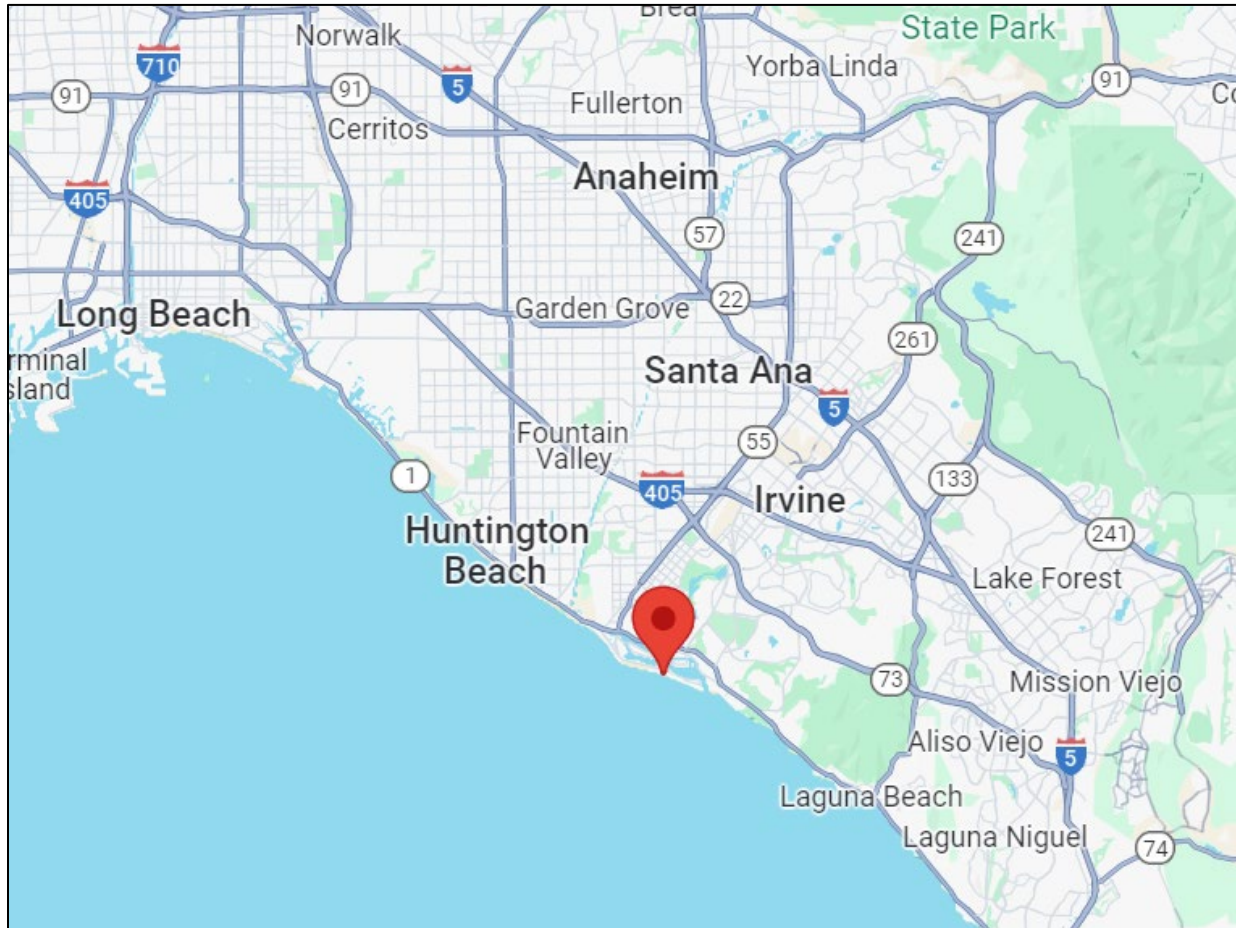 Brea
State Park
Norwalk
710
Yorba Linda
91
91
5
91
Fullerton
Cerritos
Anaheim
405
57
241
Garden Grove
22
Long Beach
261
Santa Ana
5
Fountain
Valley
55
1
405
133
Irvine
Huntington
Beach
241
Lake Forest
73
Mission Viejo
Aliso Viejo
5
Laguna Beach
Laguna Niguel
74